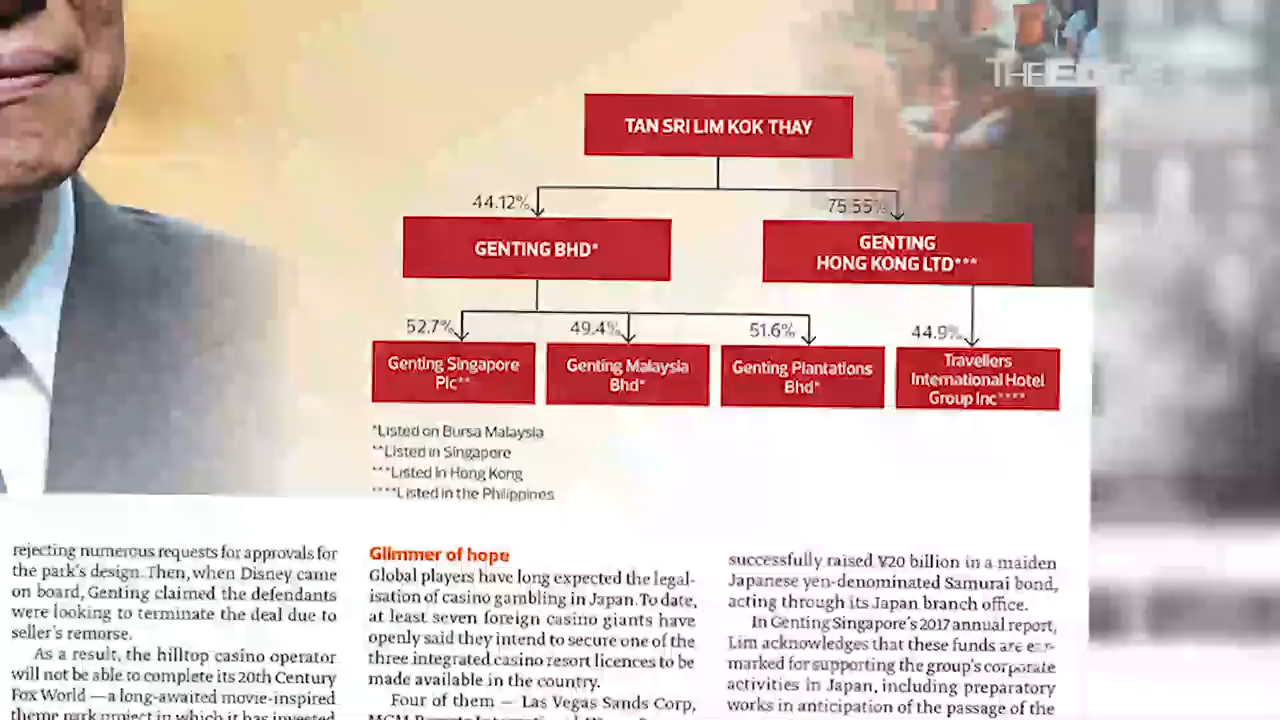 THE EDGE
TAN SRI LIM KOK THAY
44.12%
75.55%
GENTING BHD*
GENTING
HONG KONG LTD***
52.7%
49.4%
51.6%
44.9%
Genting Singapore
Plc**
Genting Malaysia
Bhd*
Genting Plantations
Bhd*
Travellers
International Hotel
Group Inc****
*Listed on Bursa Malaysia
**Listed in Singapore
***Listed in Hong Kong
****Listed in the Philippines
rejecting numerous requests for approvals for
the park's design. Then, when Disney came
on board, Genting claimed the defendants
were looking to terminate the deal due to
seller's remorse.
As a result, the hilltop casino operator
will not be able to complete its 20th Century
Fox World — a long-awaited movie-inspired
theme park project in which it has invested
Glimmer of hope
Global players have long expected the legal-
isation of casino gambling in Japan. To date,
at least seven foreign casino giants have
openly said they intend to secure one of the
three integrated casino resort licences to be
made available in the country.
Four of them — Las Vegas Sands Corp,
successfully raised ¥20 billion in a maiden
Japanese yen-denominated Samurai bond,
acting through its Japan branch office.
In Genting Singapore's 2017 annual report,
Lim acknowledges that these funds are ear-
marked for supporting the group's corporate
activities in Japan, including preparatory
works in anticipation of the passage of the